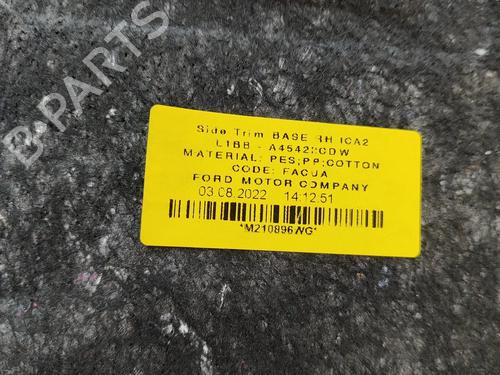 Side Trim BASE RH ICA2
L1BB - A45422CDW
MATERIAL: PES;PP;COTTON
CODE: FACUA
FORD MOTOR COMPANY
03.08.2022 14:12:51
*M210896WG*
B-PARTS